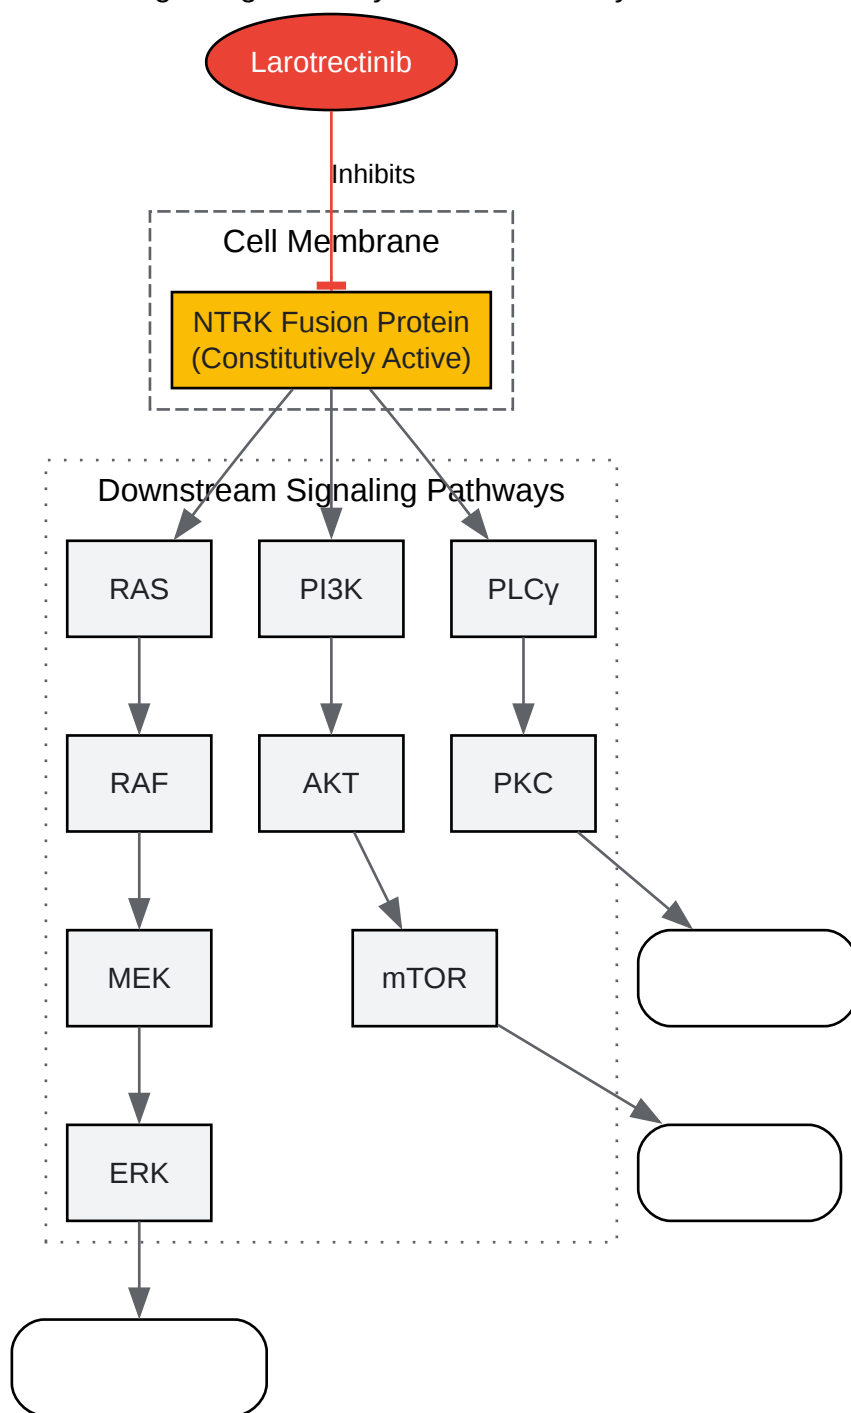 Larotrectinib
Inhibits
Cell Membrane
NTRK Fusion Protein
(Constitutively Active)
Downstream Signaling Pathways
RAS
PI3K
PLCγ
RAF
AKT
PKC
MEK
mTOR
ERK